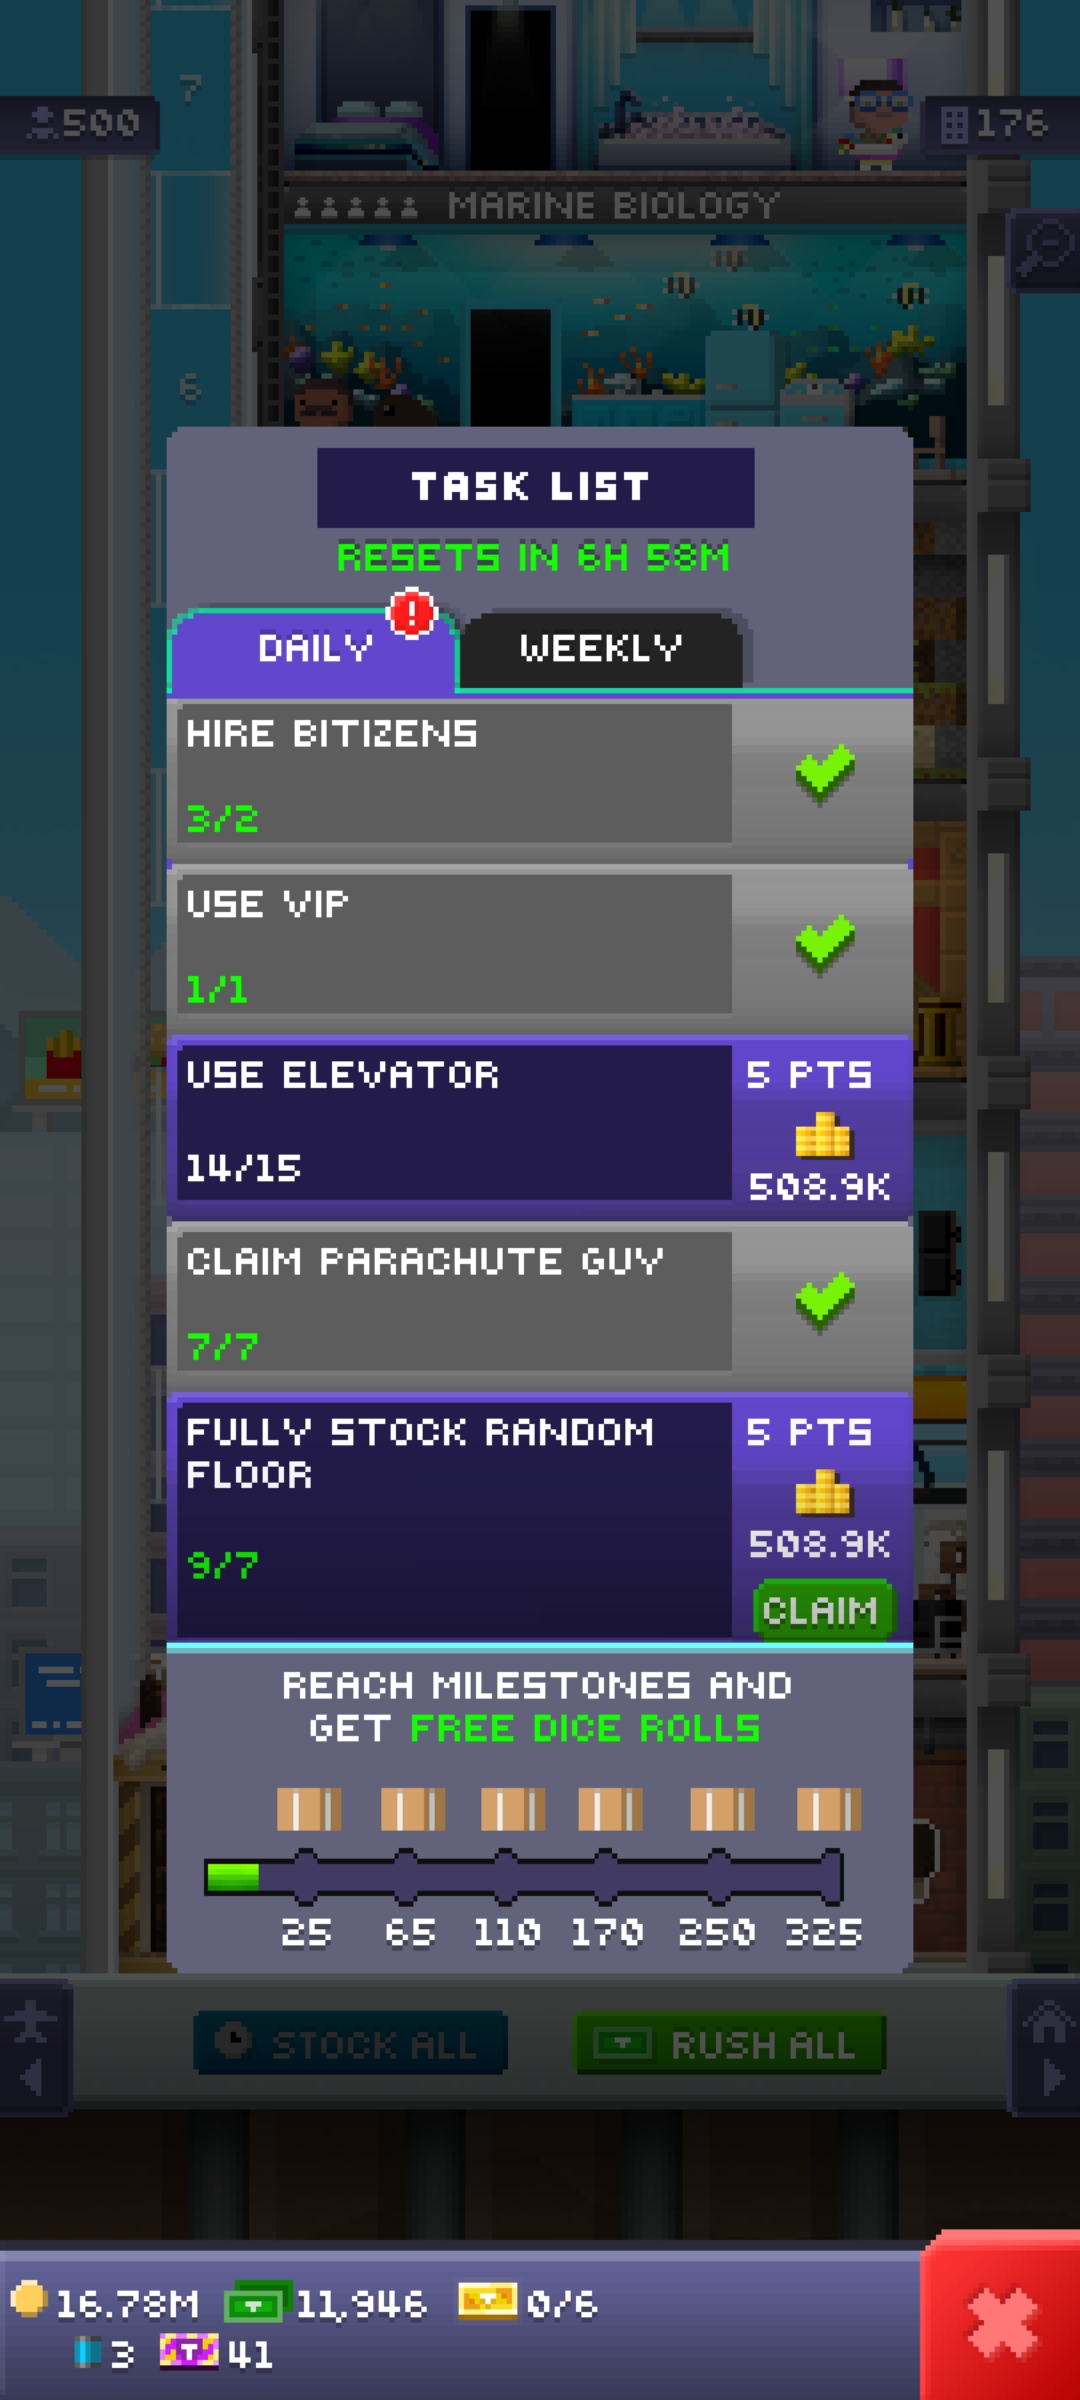 7
500
176
MARINE BIOLOGY
6
TASK LIST
RESETS IN 6H 58M
DAILY
!
WEEKLY
HIRE BITIZENS
3/2
USE VIP
1/1
USE ELEVATOR
5 PTS
14/15
508.9K
CLAIM PARACHUTE GUY
7/7
FULLY STOCK RANDOM
FLOOR
5 PTS
508.9K
9/7
CLAIM
REACH MILESTONES AND
GET FREE DICE ROLLS
25 65 110 170 250 325
STOCK ALL
RUSH ALL
16.78M 11,946 0/6
3 41